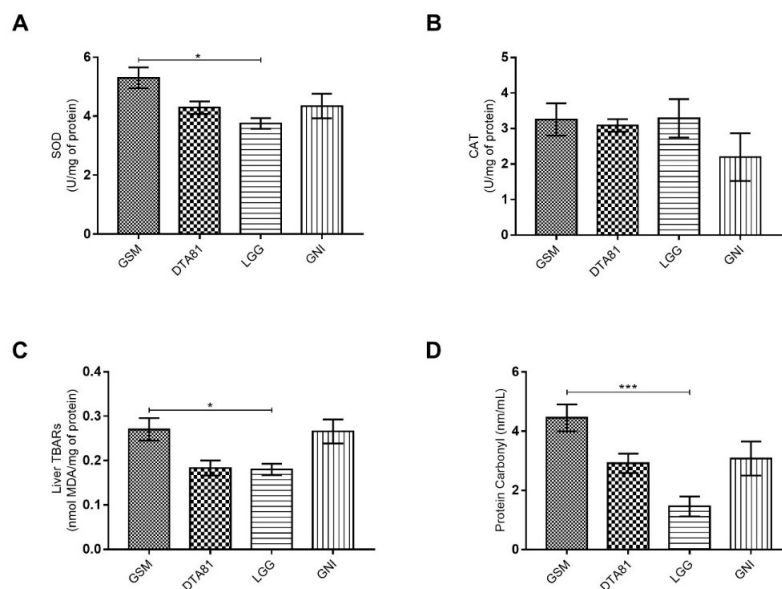 A
SOD
(U/mg of protein)
6
4
2
0
*
GSM
DTA81
LGG
GNI
B
CAT
(U/mg of protein)
5
4
3
2
1
0
GSM
DTA81
LGG
GNI
C
Liver TBARs
(nmol MDA/mg of protein)
0.4
0.3
0.2
0.1
0.0
*
GSM
DTA81
LGG
GNI
D
Protein Carbonyl (nm/mL)
6
4
2
0
***
GSM
DTA81
LGG
GNI